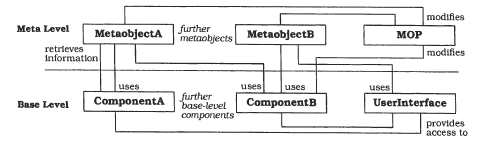 modifies
Meta Level
MetaobjectA
further
metaobjects
MetaobjectB
MOP
retrieves
information
modifies
uses
uses
uses
uses
Base Level
ComponentA
further
base-level
components
ComponentB
UserInterface
provides
access to